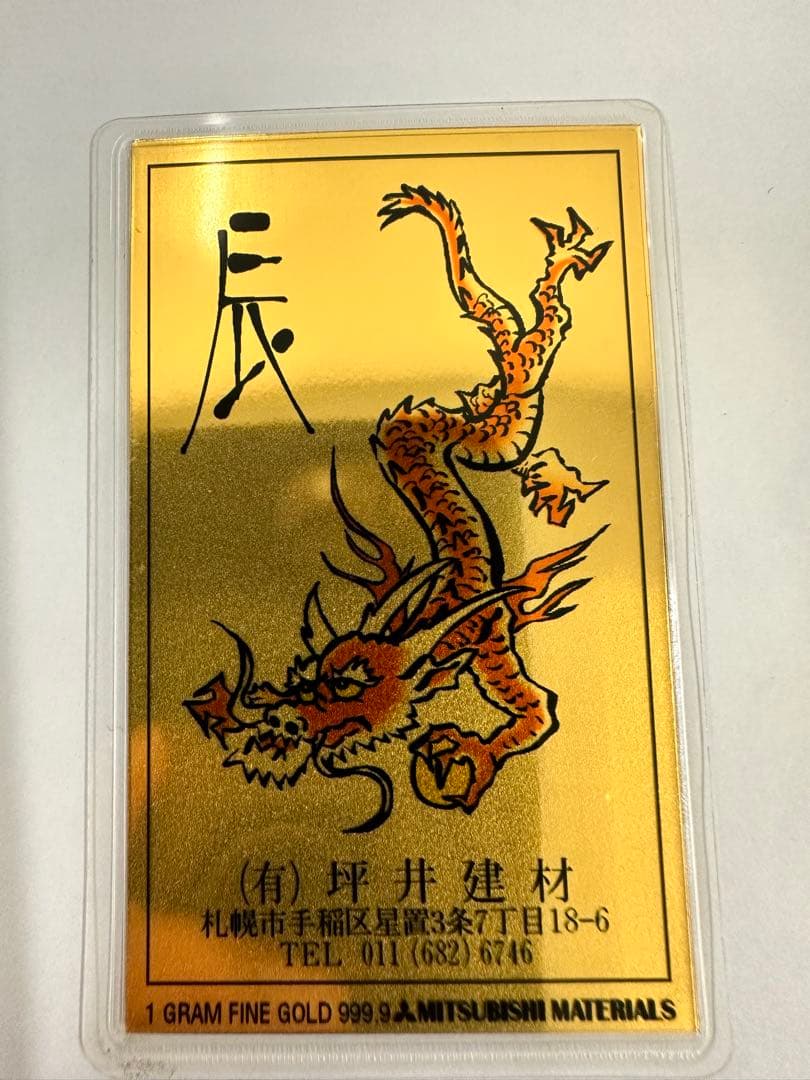 辰
(有) 坪井建材
札幌市手稲区星置3条7丁目18-6
TEL 011(682)6746
1 GRAM FINE GOLD 999.9 MITSUBISHI MATERIALS